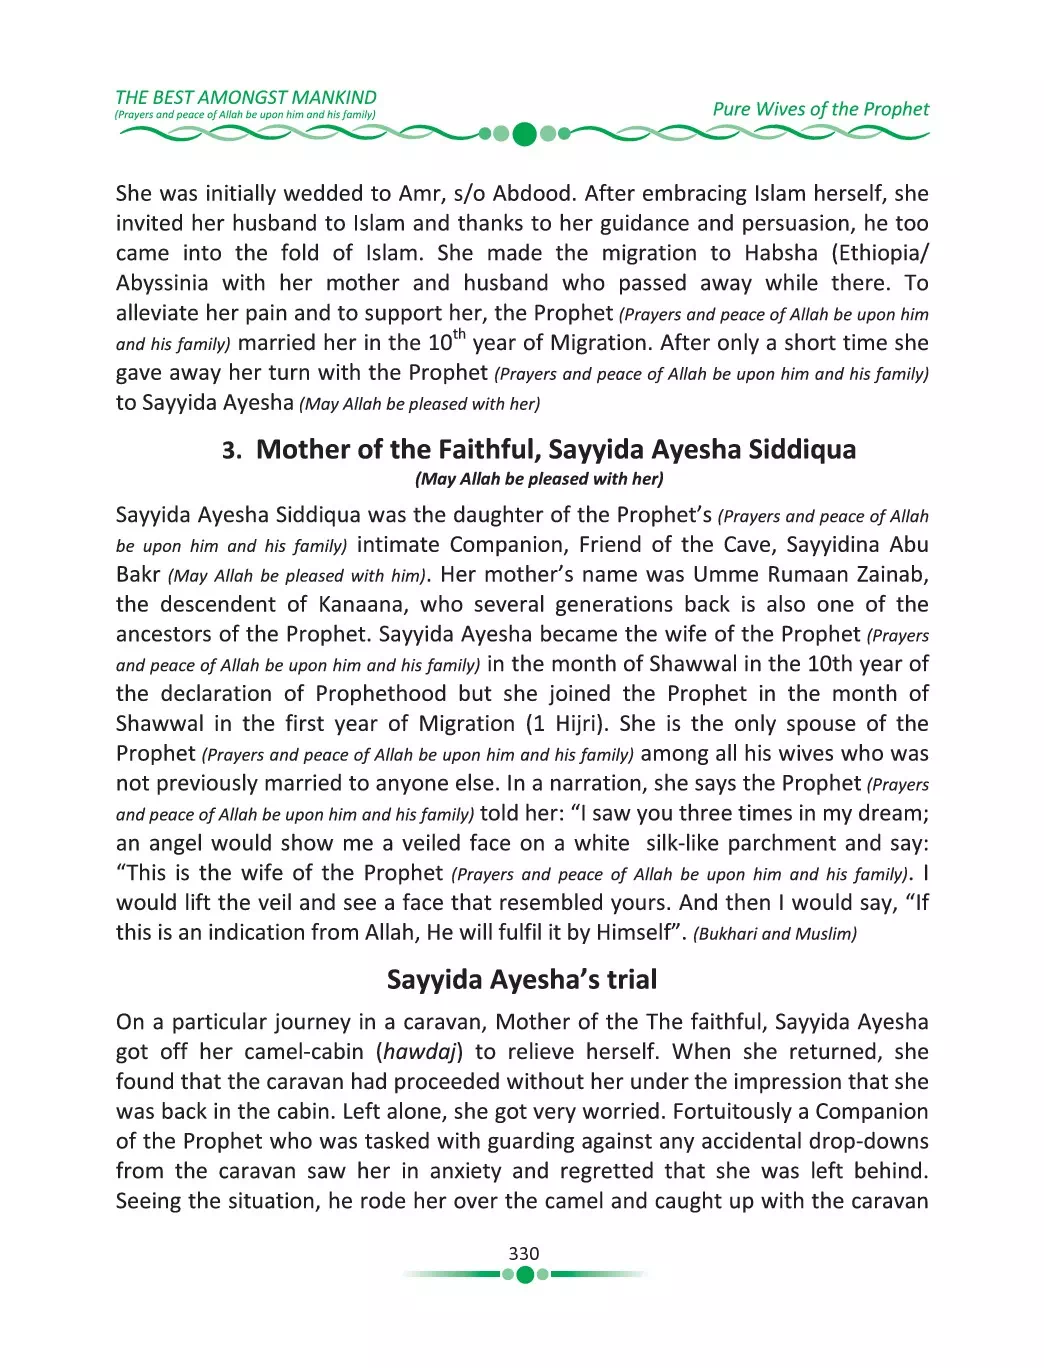 THE BEST AMONGST MANKIND
(Prayers and peace of Allah be upon him and his family)
Pure Wives of the Prophet
She was initially wedded to Amr, s/o Abdood. After embracing Islam herself, she
invited her husband to Islam and thanks to her guidance and persuasion, he too
came into the fold of Islam. She made the migration to Habsha (Ethiopia/
Abyssinia with her mother and husband who passed away while there. To
alleviate her pain and to support her, the Prophet (Prayers and peace of Allah be upon him
and his family) married her in the 10th year of Migration. After only a short time she
gave away her turn with the Prophet (Prayers and peace of Allah be upon him and his family)
to Sayyida Ayesha (May Allah be pleased with her)
3. Mother of the Faithful, Sayyida Ayesha Siddiqua
(May Allah be pleased with her)
Sayyida Ayesha Siddiqua was the daughter of the Prophet’s (Prayers and peace of Allah
be upon him and his family) intimate Companion, Friend of the Cave, Sayyidina Abu
Bakr (May Allah be pleased with him). Her mother’s name was Umme Rumaan Zainab,
the descendent of Kanaana, who several generations back is also one of the
ancestors of the Prophet. Sayyida Ayesha became the wife of the Prophet (Prayers
and peace of Allah be upon him and his family) in the month of Shawwal in the 10th year of
the declaration of Prophethood but she joined the Prophet in the month of
Shawwal in the first year of Migration (1 Hijri). She is the only spouse of the
Prophet (Prayers and peace of Allah be upon him and his family) among all his wives who was
not previously married to anyone else. In a narration, she says the Prophet (Prayers
and peace of Allah be upon him and his family) told her: “I saw you three times in my dream;
an angel would show me a veiled face on a white silk-like parchment and say:
“This is the wife of the Prophet (Prayers and peace of Allah be upon him and his family). I
would lift the veil and see a face that resembled yours. And then I would say, “If
this is an indication from Allah, He will fulfil it by Himself”. (Bukhari and Muslim)
Sayyida Ayesha’s trial
On a particular journey in a caravan, Mother of the The faithful, Sayyida Ayesha
got off her camel-cabin (hawdaj) to relieve herself. When she returned, she
found that the caravan had proceeded without her under the impression that she
was back in the cabin. Left alone, she got very worried. Fortuitously a Companion
of the Prophet who was tasked with guarding against any accidental drop-downs
from the caravan saw her in anxiety and regretted that she was left behind.
Seeing the situation, he rode her over the camel and caught up with the caravan
330